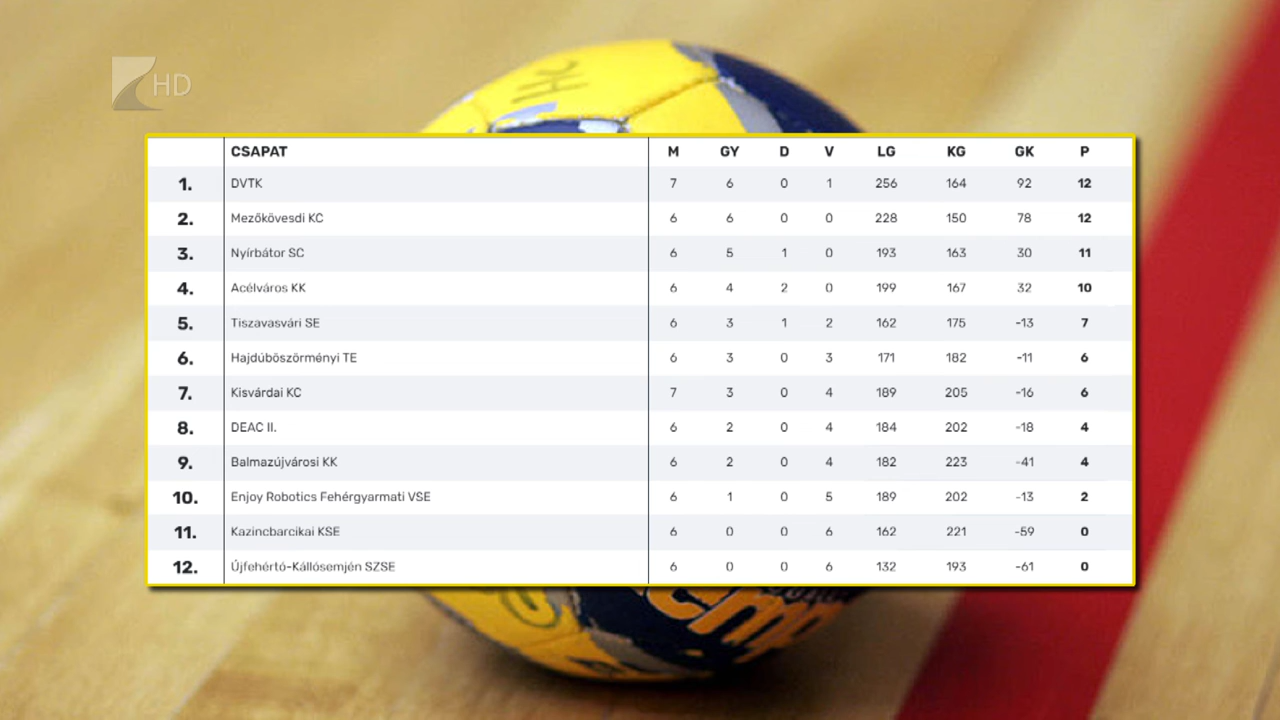 HD
CSAPAT M GY D V LG KG GK P
1. DVTK 7 6 0 1 256 164 92 12
2. Mezőkövesdi KC 6 6 0 0 228 150 78 12
3. Nyírbátor SC 6 5 1 0 193 163 30 11
4. Acélváros KK 6 4 2 0 199 167 32 10
5. Tiszavasvári SE 6 3 1 2 162 175 -13 7
6. Hajdúböszörményi TE 6 3 0 3 171 182 -11 6
7. Kisvárdai KC 7 3 0 4 189 205 -16 6
8. DEAC II. 6 2 0 4 184 202 -18 4
9. Balmazújvárosi KK 6 2 0 4 182 223 -41 4
10. Enjoy Robotics Fehérgyarmati VSE 6 1 0 5 189 202 -13 2
11. Kazincbarcikai KSE 6 0 0 6 162 221 -59 0
12. Újfehértó-Kállósemjén SZSE 6 0 0 6 132 193 -61 0